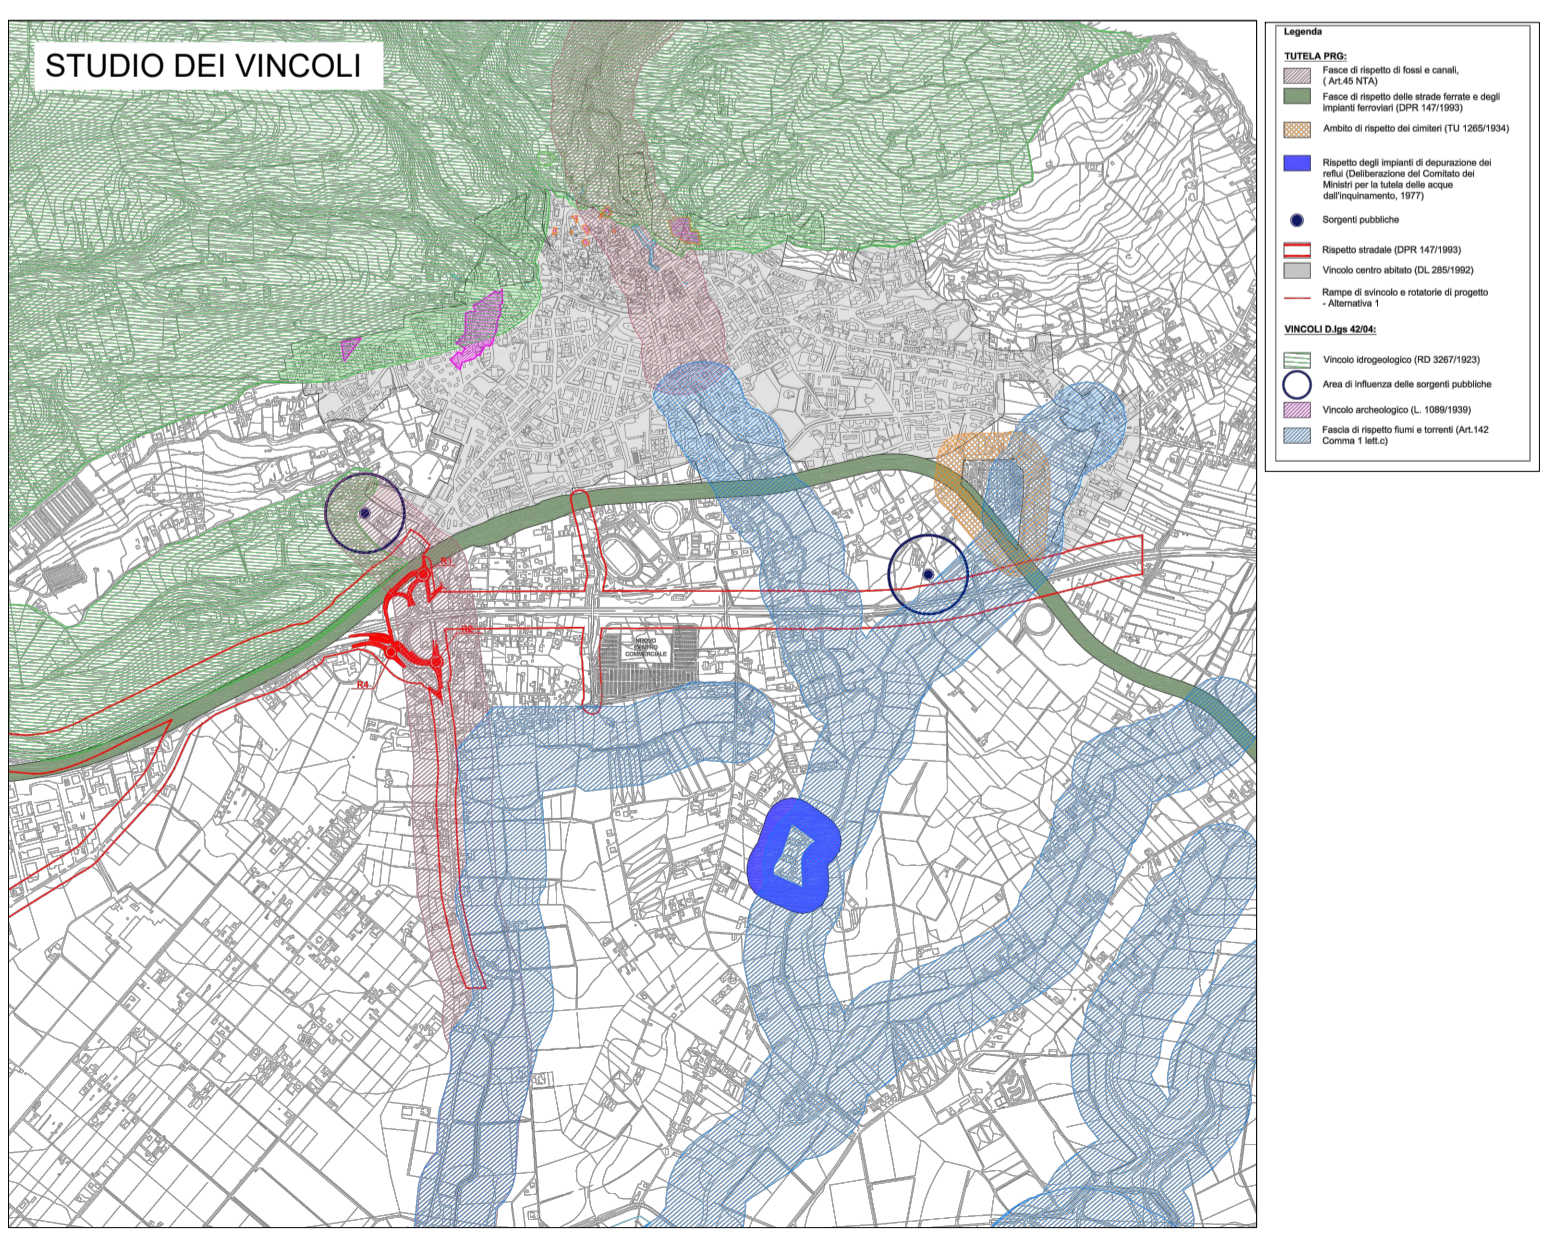 STUDIO DEI VINCOLI
R1
R2
R4
NUOVO
CENTRO
COMMERCIALE
Legenda
TUTELA PRG:
Fasce di rispetto di fossi e canali,
( Art.45 NTA)
Fasce di rispetto delle strade ferrate e degli
impianti ferroviari (DPR 147/1993)
Ambito di rispetto dei cimiteri (TU 1265/1934)
Rispetto degli impianti di depurazione dei
reflui (Deliberazione del Comitato dei
Ministri per la tutela delle acque
dall'inquinamento, 1977)
Sorgenti pubbliche
Rispetto stradale (DPR 147/1993)
Vincolo centro abitato (DL 285/1992)
Rampe di svincolo e rotatorie di progetto
- Alternativa 1
VINCOLI D.lgs 42/04:
Vincolo idrogeologico (RD 3267/1923)
Area di influenza delle sorgenti pubbliche
Vincolo archeologico (L. 1089/1939)
Fascia di rispetto fiumi e torrenti (Art.142
Comma 1 lett.c)